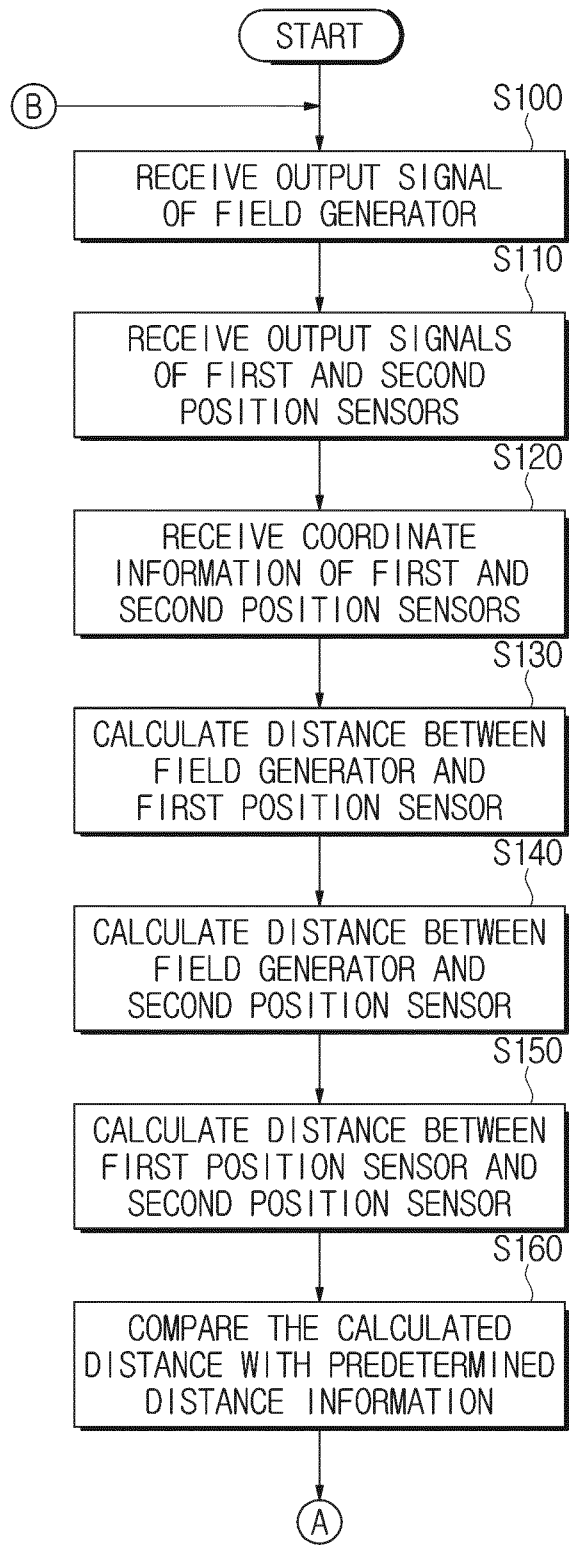 START
B
S100
RECEIVE OUTPUT SIGNAL
OF FIELD GENERATOR
S110
RECEIVE OUTPUT SIGNALS
OF FIRST AND SECOND
POSITION SENSORS
S120
RECEIVE COORDINATE
INFORMATION OF FIRST AND
SECOND POSITION SENSORS
S130
CALCULATE DISTANCE BETWEEN
FIELD GENERATOR AND
FIRST POSITION SENSOR
S140
CALCULATE DISTANCE BETWEEN
FIELD GENERATOR AND
SECOND POSITION SENSOR
S150
CALCULATE DISTANCE BETWEEN
FIRST POSITION SENSOR AND
SECOND POSITION SENSOR
S160
COMPARE THE CALCULATED
DISTANCE WITH PREDETERMINED
DISTANCE INFORMATION
A